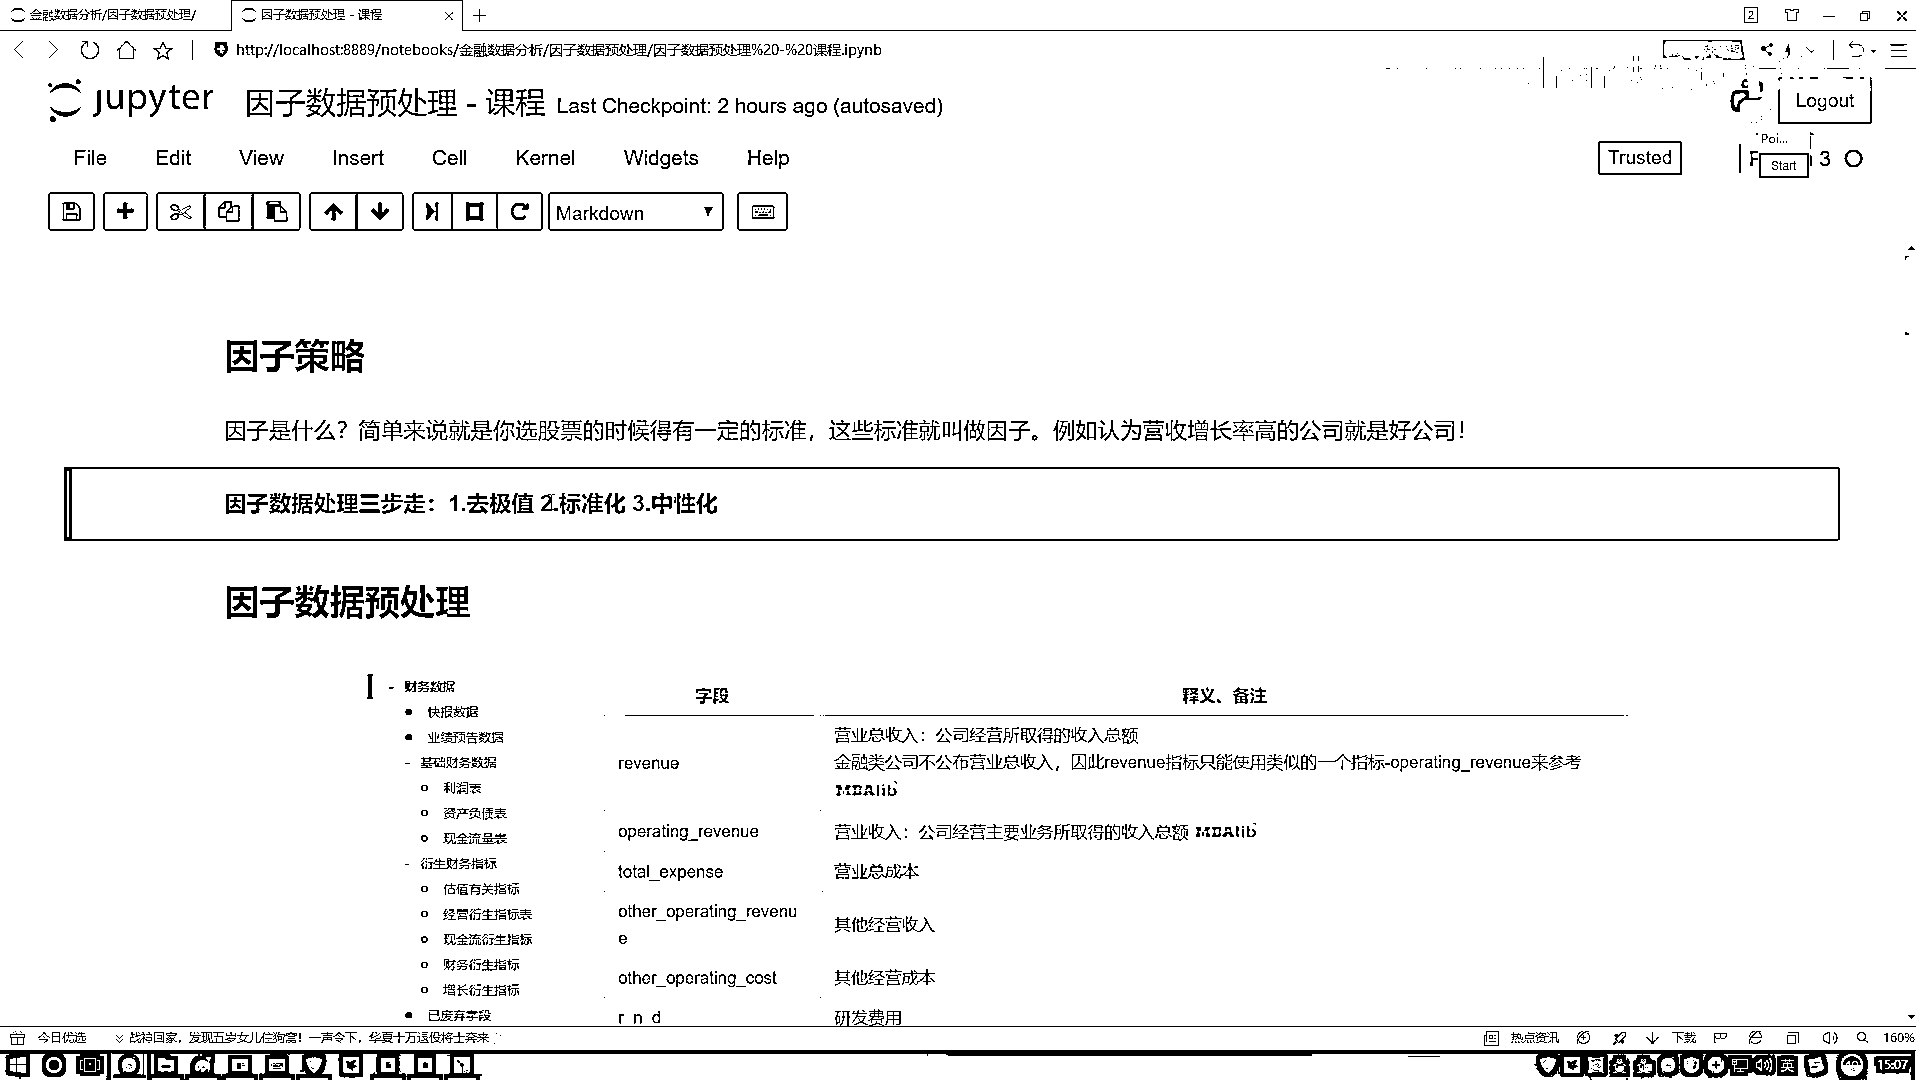 金融数据分析/因子数据预处理/
因子数据预处理 - 课程
2
http://localhost:8889/notebooks/金融数据分析/因子数据预处理/因子数据预处理%20-%20课程.ipynb
jupyter 因子数据预处理 - 课程 Last Checkpoint: 2 hours ago (autosaved)
Logout
File Edit View Insert Cell Kernel Widgets Help
Trusted
Poi...
Start
3
Markdown
因子策略
因子是什么？简单来说就是你选股票的时候得有一定的标准，这些标准就叫做因子。例如认为营收增长率高的公司就是好公司！
因子数据处理三步走：1.去极值 2.标准化 3.中性化
因子数据预处理
- 财务数据
快报数据
业绩预告数据
- 基础财务数据
利润表
资产负债表
现金流量表
- 衍生财务指标
估值有关指标
经营衍生指标表
现金流衍生指标
财务衍生指标
增长衍生指标
已废弃字段
字段 释义、备注
revenue
营业总收入：公司经营所取得的收入总额
金融类公司不公布营业总收入，因此revenue指标只能使用类似的一个指标-operating_revenue来参考
MBAlib
operating_revenue 营业收入：公司经营主要业务所取得的收入总额 MBAlib
total_expense 营业总成本
other_operating_revenu
e
其他经营收入
other_operating_cost 其他经营成本
r_n_d 研发费用
今日优选 战神回家，发现五岁女儿住狗窝！一声令下，华夏十万退役将士奔来
热点资讯 下载 160%
英 15:07